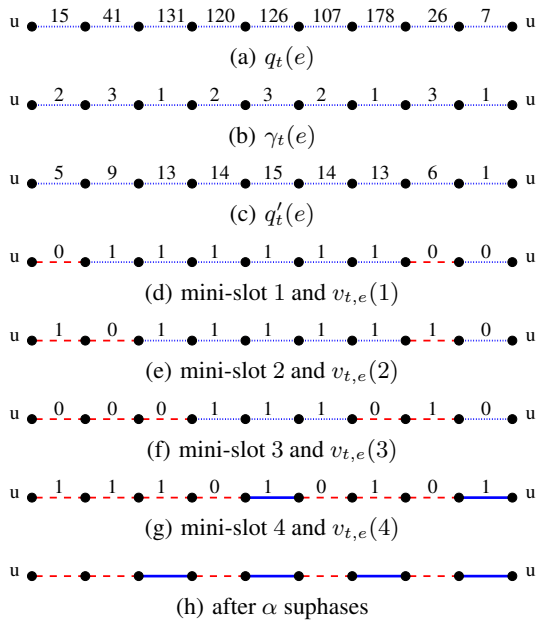 u 15 41 131 120 126 107 178 26 7 u
(a) q_t(e)
u 2 3 1 2 3 2 1 3 1 u
(b) γ_t(e)
u 5 9 13 14 15 14 13 6 1 u
(c) q'_t(e)
u 0 1 1 1 1 1 1 0 0 u
(d) mini-slot 1 and v_{t,e}(1)
u 1 0 1 1 1 1 1 1 0 u
(e) mini-slot 2 and v_{t,e}(2)
u 0 0 0 1 1 1 0 1 0 u
(f) mini-slot 3 and v_{t,e}(3)
u 1 1 1 0 1 0 1 0 1 u
(g) mini-slot 4 and v_{t,e}(4)
u u
(h) after α suphases